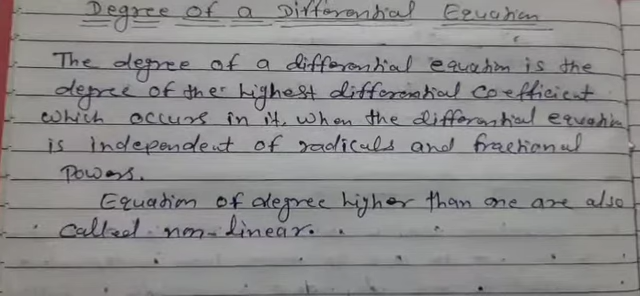 Degree of a Differential Equation
The degree of a differential equation is the
degree of the highest differential coefficient
which occurs in it, when the differential equation
is independent of radicals and fractional
powers.
Equation of degree higher than one are also
called non-linear.